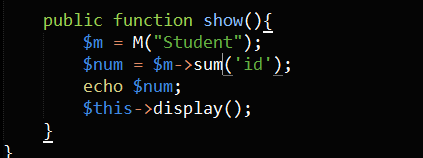 public function show(){
$m = M("Student");
$num = $m->sum('id');
echo $num;
$this->display();
}
}